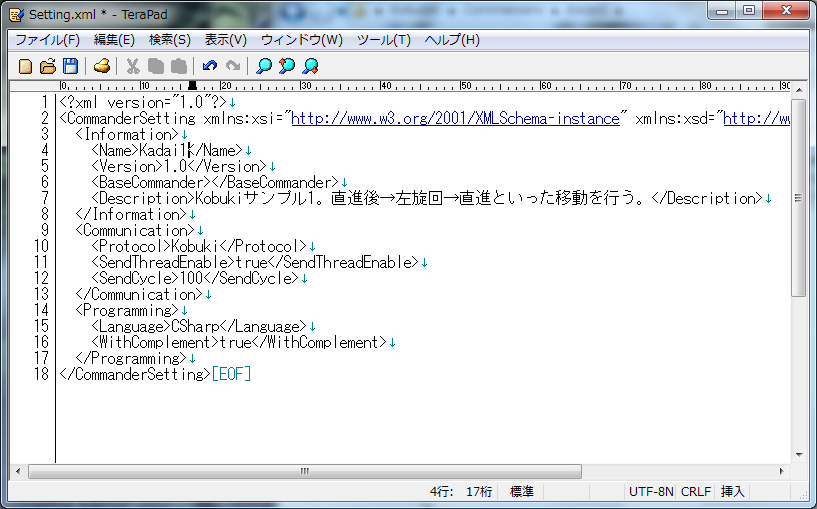 Setting.xml * - TeraPad
ファイル(F) 編集(E) 検索(S) 表示(V) ウィンドウ(W) ツール(T) ヘルプ(H)
0 10 20 30 40 50 60 70 80 90
1 <?xml version="1.0"?>↓
2 <CommanderSetting xmlns:xsi="http://www.w3.org/2001/XMLSchema-instance" xmlns:xsd="http://ww
3 <Information>↓
4 <Name>Kadai1</Name>↓
5 <Version>1.0</Version>↓
6 <BaseCommander></BaseCommander>↓
7 <Description>Kobukiサンプル1。直進後→左旋回→直進といった移動を行う。</Description>↓
8 </Information>↓
9 <Communication>↓
10 <Protocol>Kobuki</Protocol>↓
11 <SendThreadEnable>true</SendThreadEnable>↓
12 <SendCycle>100</SendCycle>↓
13 </Communication>↓
14 <Programming>↓
15 <Language>CSharp</Language>↓
16 <WithComplement>true</WithComplement>↓
17 </Programming>↓
18 </CommanderSetting>[EOF]
4行: 17桁 標準 UTF-8N CRLF 挿入